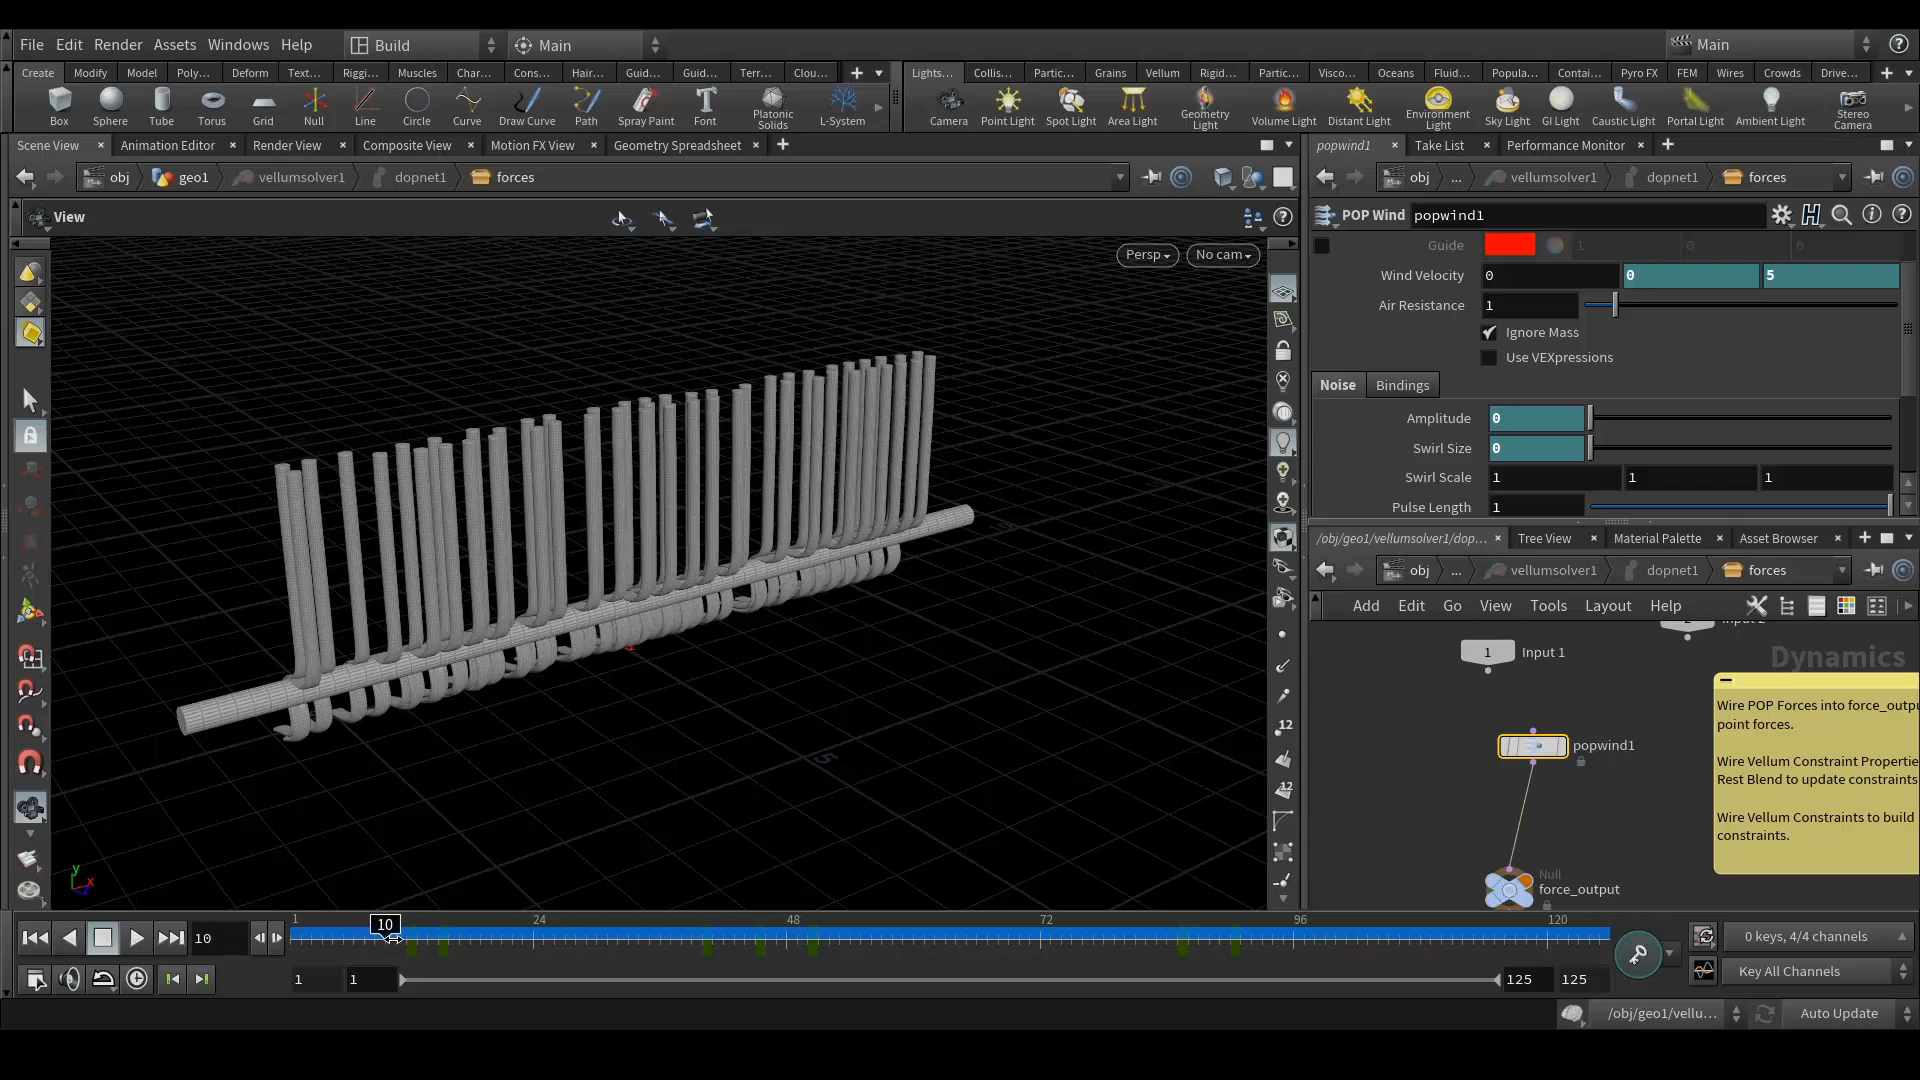 File Edit Render Assets Windows Help Build Main Main
Create Modify Model Poly... Deform Text... Riggi... Muscles Char... Cons... Hair... Guid... Guid... Terr... Clou... Lights... Collis... Partic... Grains Vellum Rigid... Partic... Visco... Oceans Fluid... Popula... Contai... Pyro FX FEM Wires Crowds Drive...
Box Sphere Tube Torus Grid Null Line Circle Curve Draw Curve Path Spray Paint Font Platonic Solids L-System Camera Point Light Spot Light Area Light Geometry Light Volume Light Distant Light Environment Light Sky Light GI Light Caustic Light Portal Light Ambient Light Stereo Camera
Scene View Animation Editor Render View Composite View Motion FX View Geometry Spreadsheet popwind1 Take List Performance Monitor
obj geo1 vellumsolver1 dopnet1 forces obj ... vellumsolver1 dopnet1 forces
View POP Wind popwind1
Persp No cam
Guide 1 0 0
Wind Velocity 0 0 5
Air Resistance 1
Ignore Mass
Use VEXpressions
Noise Bindings
Amplitude 0
Swirl Size 0
Swirl Scale 1 1 1
Pulse Length 1
/obj/geo1/vellumsolver1/dop... Tree View Material Palette Asset Browser
obj ... vellumsolver1 dopnet1 forces
Add Edit Go View Tools Layout Help
1 Input 1
Dynamics
Wire POP Forces into force_outpu
point forces.
Wire Vellum Constraint Propertie
Rest Blend to update constraints
Wire Vellum Constraints to build
constraints.
popwind1
Null
force_output
12
12
y x
1 24 48 72 96 120
10
10
0 keys, 4/4 channels
1 1 125 125
Key All Channels
/obj/geo1/vellu... Auto Update